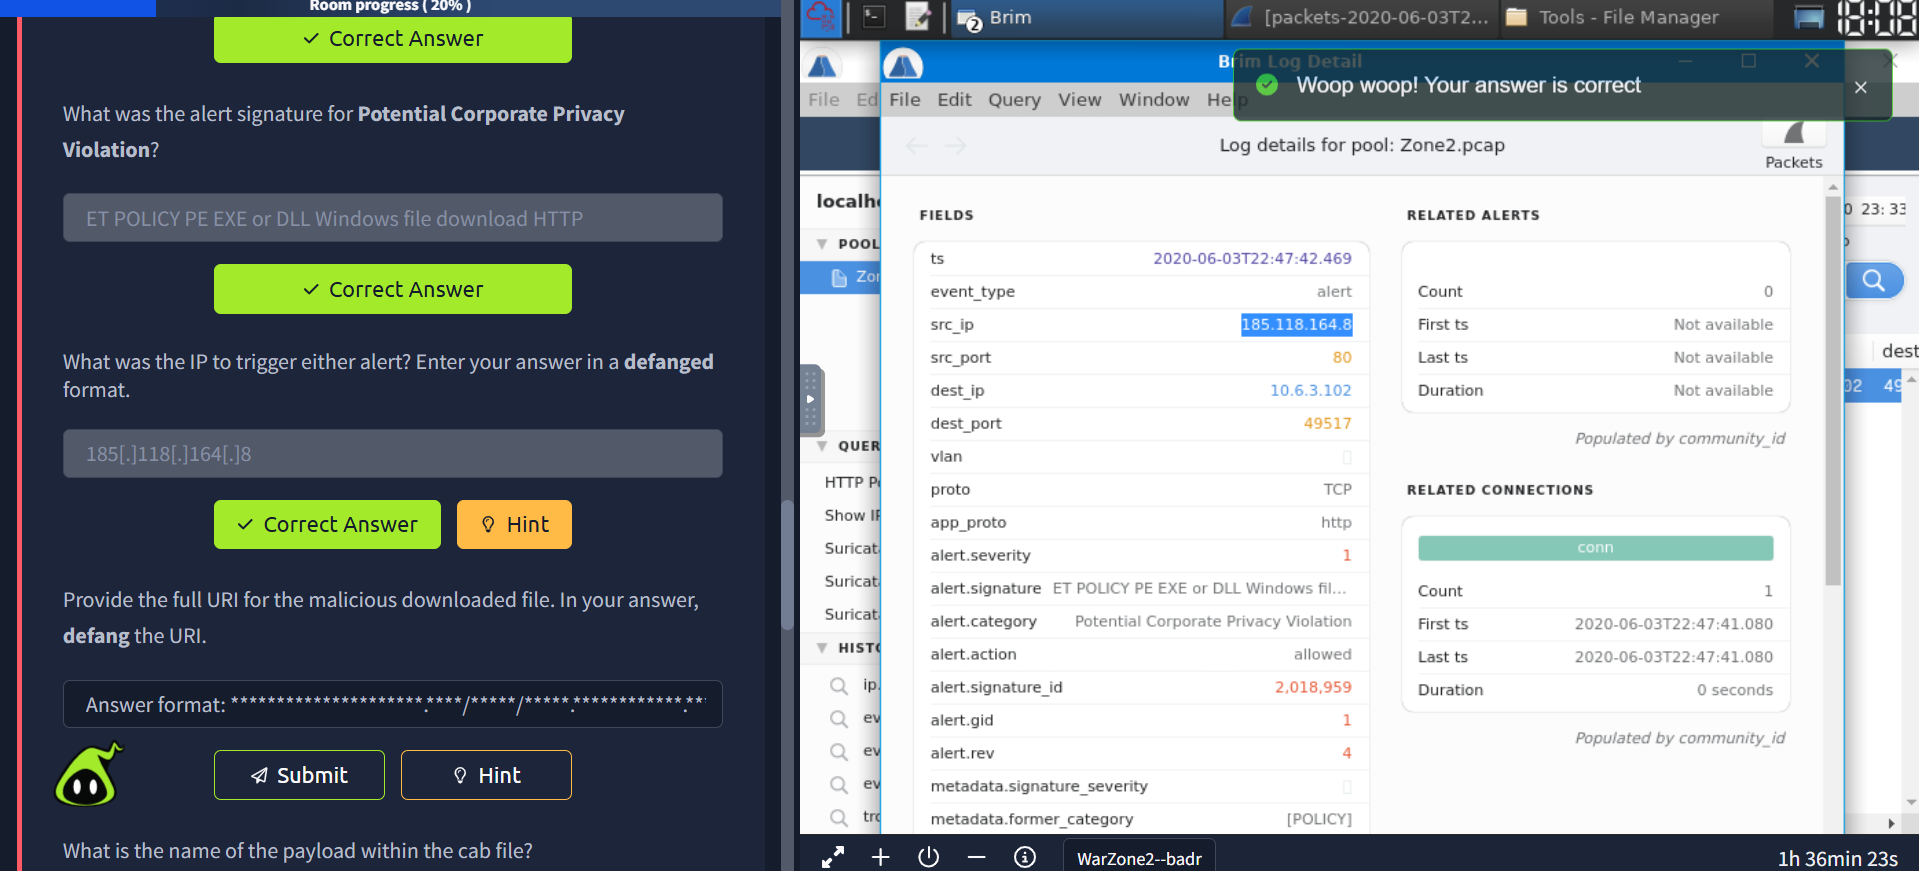 Room progress ( 20% )
Correct Answer
What was the alert signature for Potential Corporate Privacy
Violation?
ET POLICY PE EXE or DLL Windows file download HTTP
Correct Answer
What was the IP to trigger either alert? Enter your answer in a defanged
format.
185[.]118[.]164[.]8
Correct Answer
Hint
Provide the full URI for the malicious downloaded file. In your answer,
defang the URI.
Answer format: *********************.****/*****/*****.************.**
Submit
Hint
What is the name of the payload within the cab file?
2
Brim
[packets-2020-06-03T2...
Tools - File Manager
18:08
Brim Log Detail
Woop woop! Your answer is correct
File Ed
File Edit Query View Window Help
Log details for pool: Zone2.pcap
Packets
localh
POOL
Zo
QUER
HTTP P
Show IF
Suricat
Suricat
Suricat
HISTO
ip.
ev
ev
ev
tro
FIELDS
ts 2020-06-03T22:47:42.469
event_type alert
src_ip 185.118.164.8
src_port 80
dest_ip 10.6.3.102
dest_port 49517
vlan
proto TCP
app_proto http
alert.severity 1
alert.signature ET POLICY PE EXE or DLL Windows fil...
alert.category Potential Corporate Privacy Violation
alert.action allowed
alert.signature_id 2,018,959
alert.gid 1
alert.rev 4
metadata.signature_severity
metadata.former_category [POLICY]
RELATED ALERTS
Count 0
First ts Not available
Last ts Not available
Duration Not available
Populated by community_id
RELATED CONNECTIONS
conn
Count 1
First ts 2020-06-03T22:47:41.080
Last ts 2020-06-03T22:47:41.080
Duration 0 seconds
Populated by community_id
0 23:33
dest
02 49
WarZone2--badr
1h 36min 23s